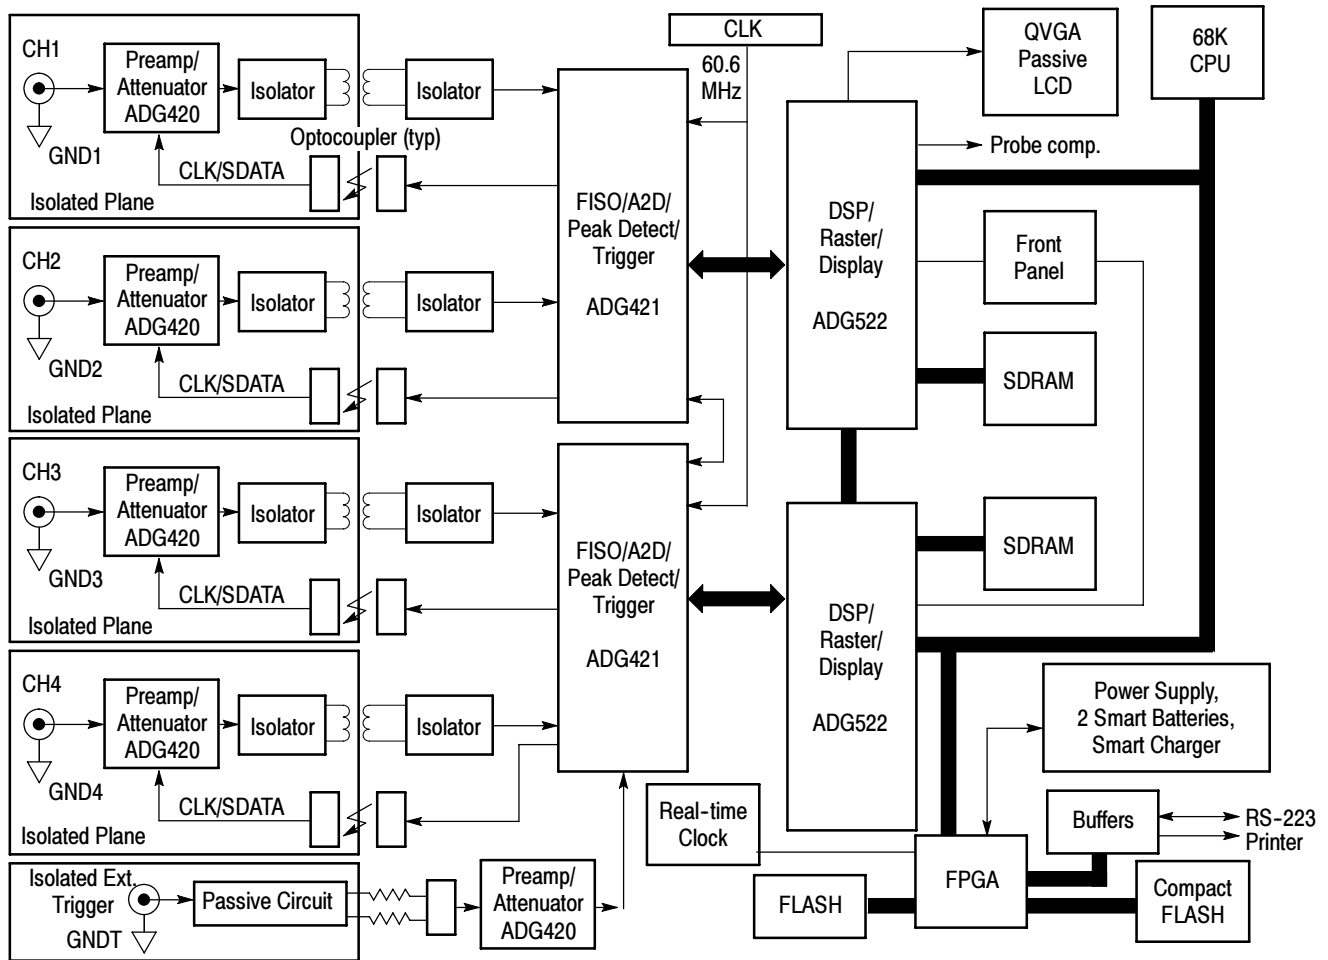 CH1
Preamp/
Attenuator
ADG420
Isolator
Isolator
GND1
CLK/SDATA
Optocoupler (typ)
Isolated Plane
CH2
Preamp/
Attenuator
ADG420
Isolator
Isolator
GND2
CLK/SDATA
Isolated Plane
CH3
Preamp/
Attenuator
ADG420
Isolator
Isolator
GND3
CLK/SDATA
Isolated Plane
CH4
Preamp/
Attenuator
ADG420
Isolator
Isolator
GND4
CLK/SDATA
Isolated Plane
Isolated Ext.
Trigger
GNDT
Passive Circuit
Preamp/
Attenuator
ADG420
FISO/A2D/
Peak Detect/
Trigger
ADG421
FISO/A2D/
Peak Detect/
Trigger
ADG421
CLK
60.6
MHz
DSP/
Raster/
Display
ADG522
DSP/
Raster/
Display
ADG522
QVGA
Passive
LCD
68K
CPU
Probe comp.
Front
Panel
SDRAM
SDRAM
Power Supply,
2 Smart Batteries,
Smart Charger
Real-time
Clock
Buffers
RS-223
Printer
FPGA
FLASH
Compact
FLASH